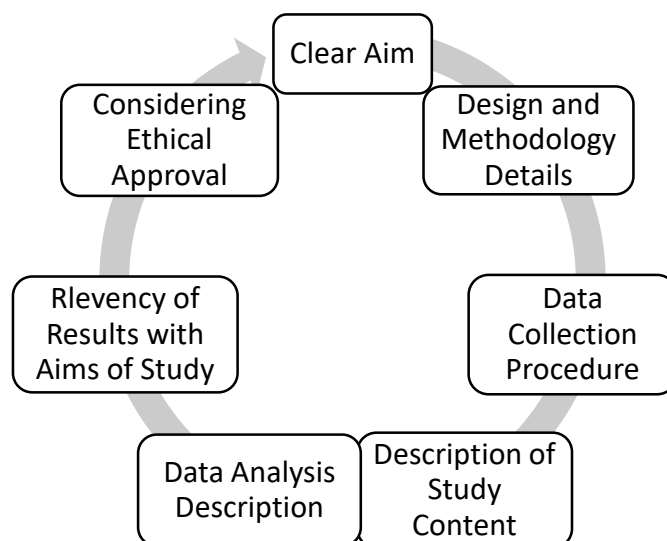 Clear Aim
Design and
Methodology
Details
Data
Collection
Procedure
Description of
Study
Content
Data Analysis
Description
Rlevency of
Results with
Aims of Study
Considering
Ethical
Approval